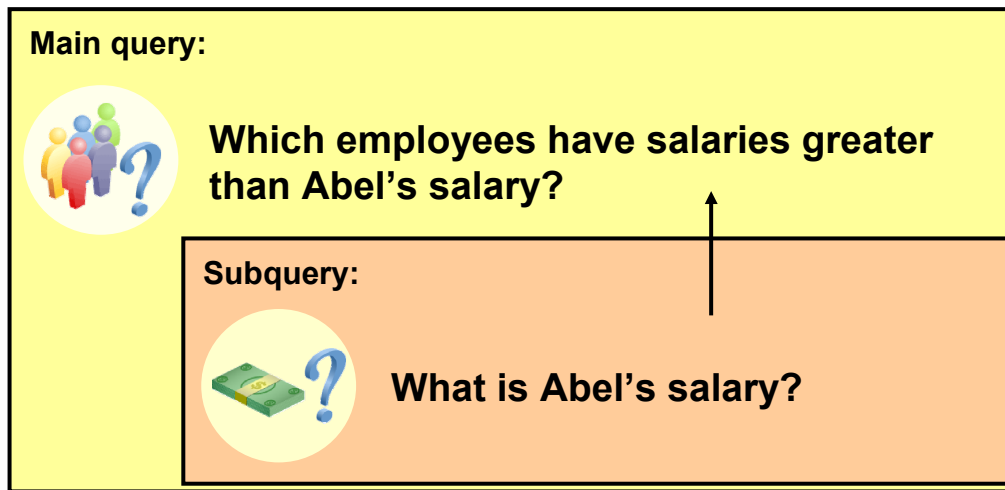 Main query:
Which employees have salaries greater
than Abel’s salary?
Subquery:
What is Abel’s salary?